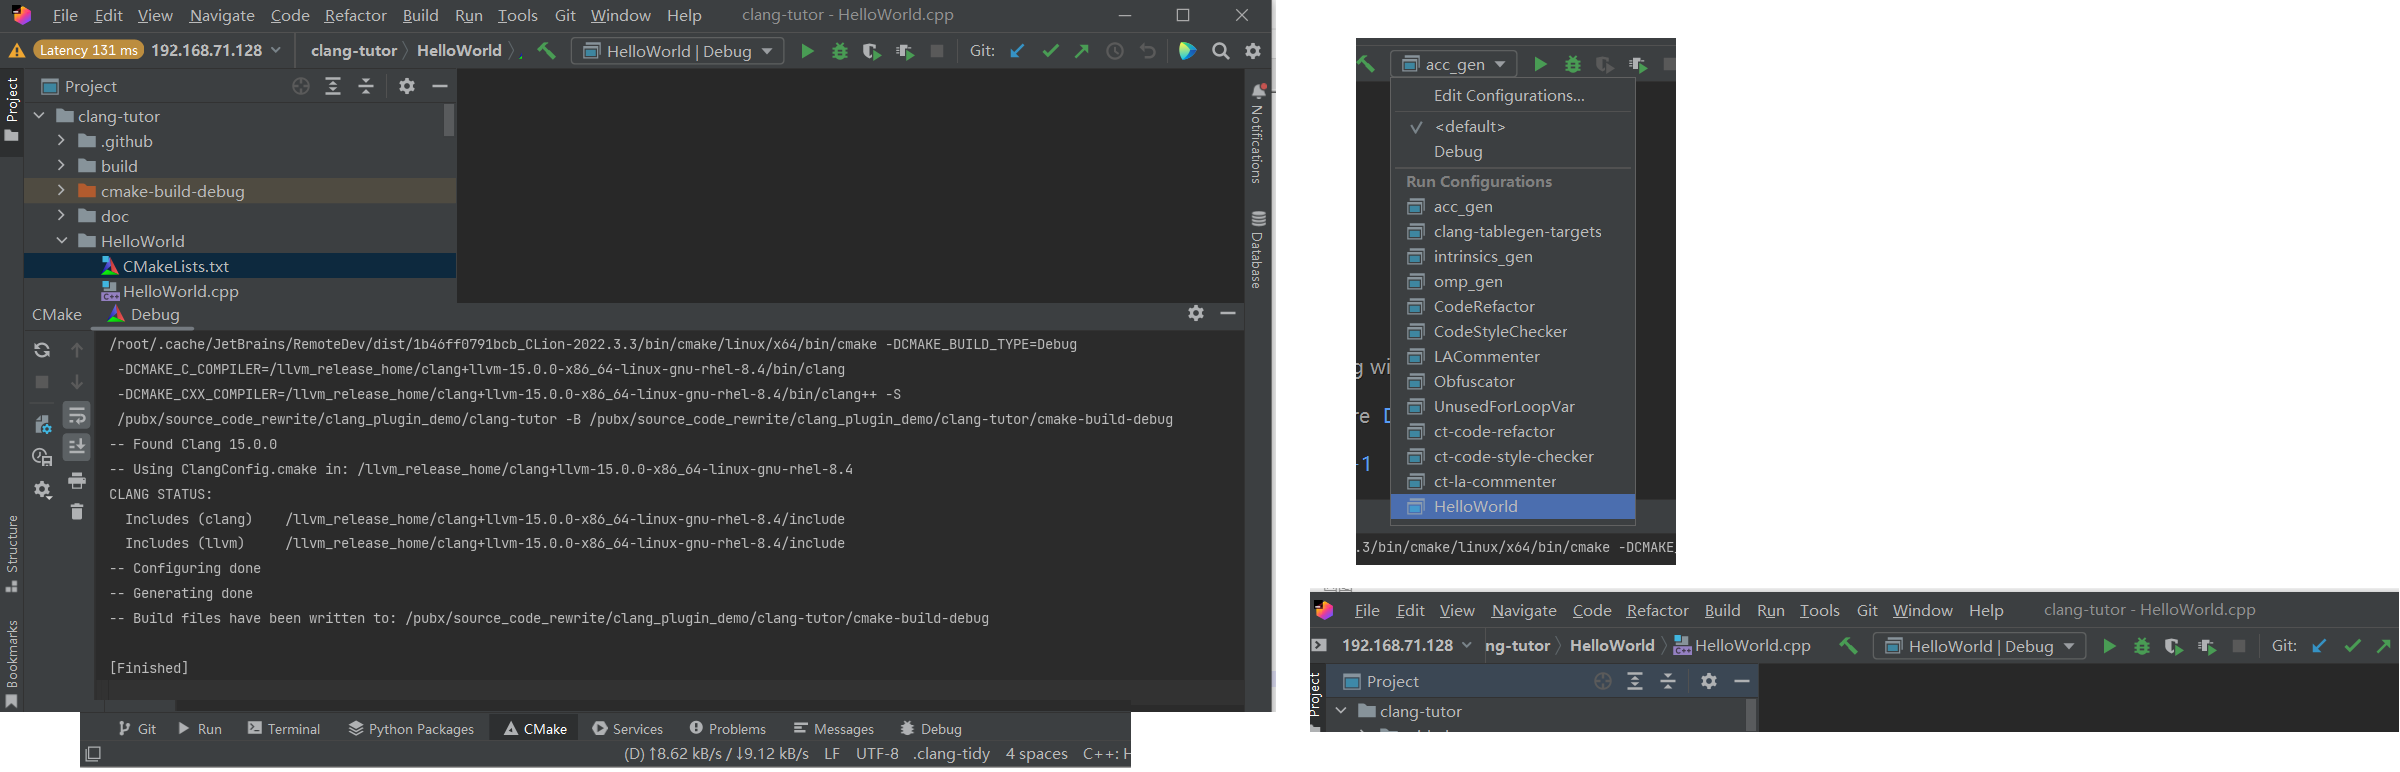 File Edit View Navigate Code Refactor Build Run Tools Git Window Help clang-tutor - HelloWorld.cpp
Latency 131 ms 192.168.71.128 clang-tutor HelloWorld HelloWorld | Debug Git:
Project
Project
clang-tutor
.github
build
cmake-build-debug
doc
HelloWorld
CMakeLists.txt
HelloWorld.cpp
Notifications
Database
CMake Debug
/root/.cache/JetBrains/RemoteDev/dist/1b46ff0791bcb_CLion-2022.3.3/bin/cmake/linux/x64/bin/cmake -DCMAKE_BUILD_TYPE=Debug
-DCMAKE_C_COMPILER=/llvm_release_home/clang+llvm-15.0.0-x86_64-linux-gnu-rhel-8.4/bin/clang
-DCMAKE_CXX_COMPILER=/llvm_release_home/clang+llvm-15.0.0-x86_64-linux-gnu-rhel-8.4/bin/clang++ -S
/pubx/source_code_rewrite/clang_plugin_demo/clang-tutor -B /pubx/source_code_rewrite/clang_plugin_demo/clang-tutor/cmake-build-debug
-- Found Clang 15.0.0
-- Using ClangConfig.cmake in: /llvm_release_home/clang+llvm-15.0.0-x86_64-linux-gnu-rhel-8.4
CLANG STATUS:
Includes (clang) /llvm_release_home/clang+llvm-15.0.0-x86_64-linux-gnu-rhel-8.4/include
Includes (llvm) /llvm_release_home/clang+llvm-15.0.0-x86_64-linux-gnu-rhel-8.4/include
-- Configuring done
-- Generating done
-- Build files have been written to: /pubx/source_code_rewrite/clang_plugin_demo/clang-tutor/cmake-build-debug
[Finished]
Structure
Bookmarks
Git Run Terminal Python Packages CMake Services Problems Messages Debug
(D) ↑8.62 kB/s / ↓9.12 kB/s LF UTF-8 .clang-tidy 4 spaces C++: H
acc_gen
Edit Configurations...
<default>
Debug
Run Configurations
acc_gen
clang-tablegen-targets
intrinsics_gen
omp_gen
CodeRefactor
CodeStyleChecker
LACommenter
Obfuscator
UnusedForLoopVar
ct-code-refactor
ct-code-style-checker
ct-la-commenter
HelloWorld
g wi
re D
-1
.3/bin/cmake/linux/x64/bin/cmake -DCMAKE_
File Edit View Navigate Code Refactor Build Run Tools Git Window Help clang-tutor - HelloWorld.cpp
192.168.71.128 ng-tutor HelloWorld HelloWorld.cpp HelloWorld | Debug Git:
Project
Project
clang-tutor